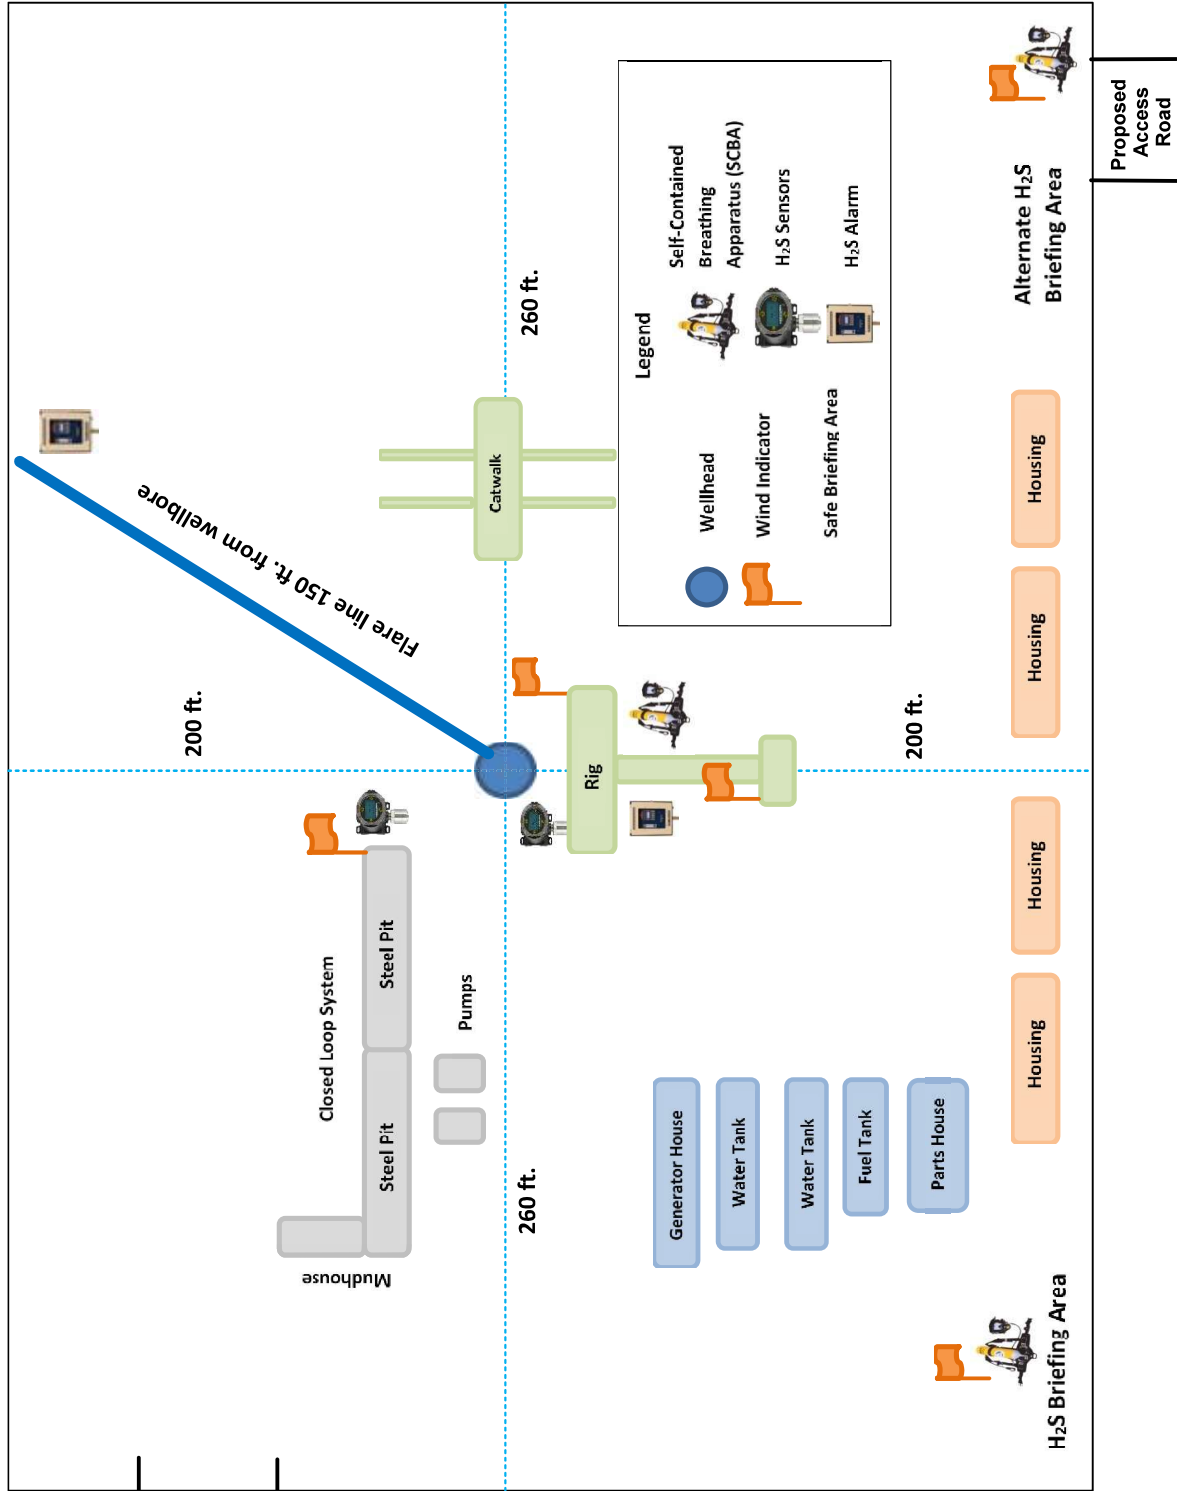 Proposed
Access
Road
Alternate H₂S
Briefing Area
H₂S Briefing Area
Flare line 150 ft. from wellbore
200 ft.
260 ft.
200 ft.
260 ft.
Catwalk
Rig
Legend
Wellhead
Wind Indicator
Safe Briefing Area
Self-Contained
Breathing
Apparatus (SCBA)
H₂S Sensors
H₂S Alarm
Closed Loop System
Steel Pit
Steel Pit
Pumps
Mudhouse
Generator House
Water Tank
Water Tank
Fuel Tank
Parts House
Housing
Housing
Housing
Housing